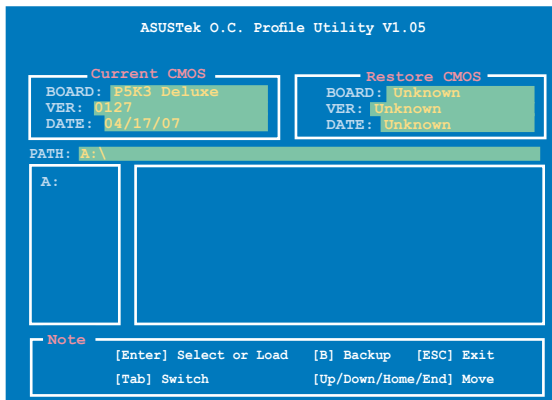 ASUSTek O.C. Profile Utility V1.05
Current CMOS
BOARD: P5K3 Deluxe
VER: 0127
DATE: 04/17/07
Restore CMOS
BOARD: Unknown
VER: Unknown
DATE: Unknown
PATH: A:\
A:
Note
[Enter] Select or Load [B] Backup [ESC] Exit
[Tab] Switch [Up/Down/Home/End] Move